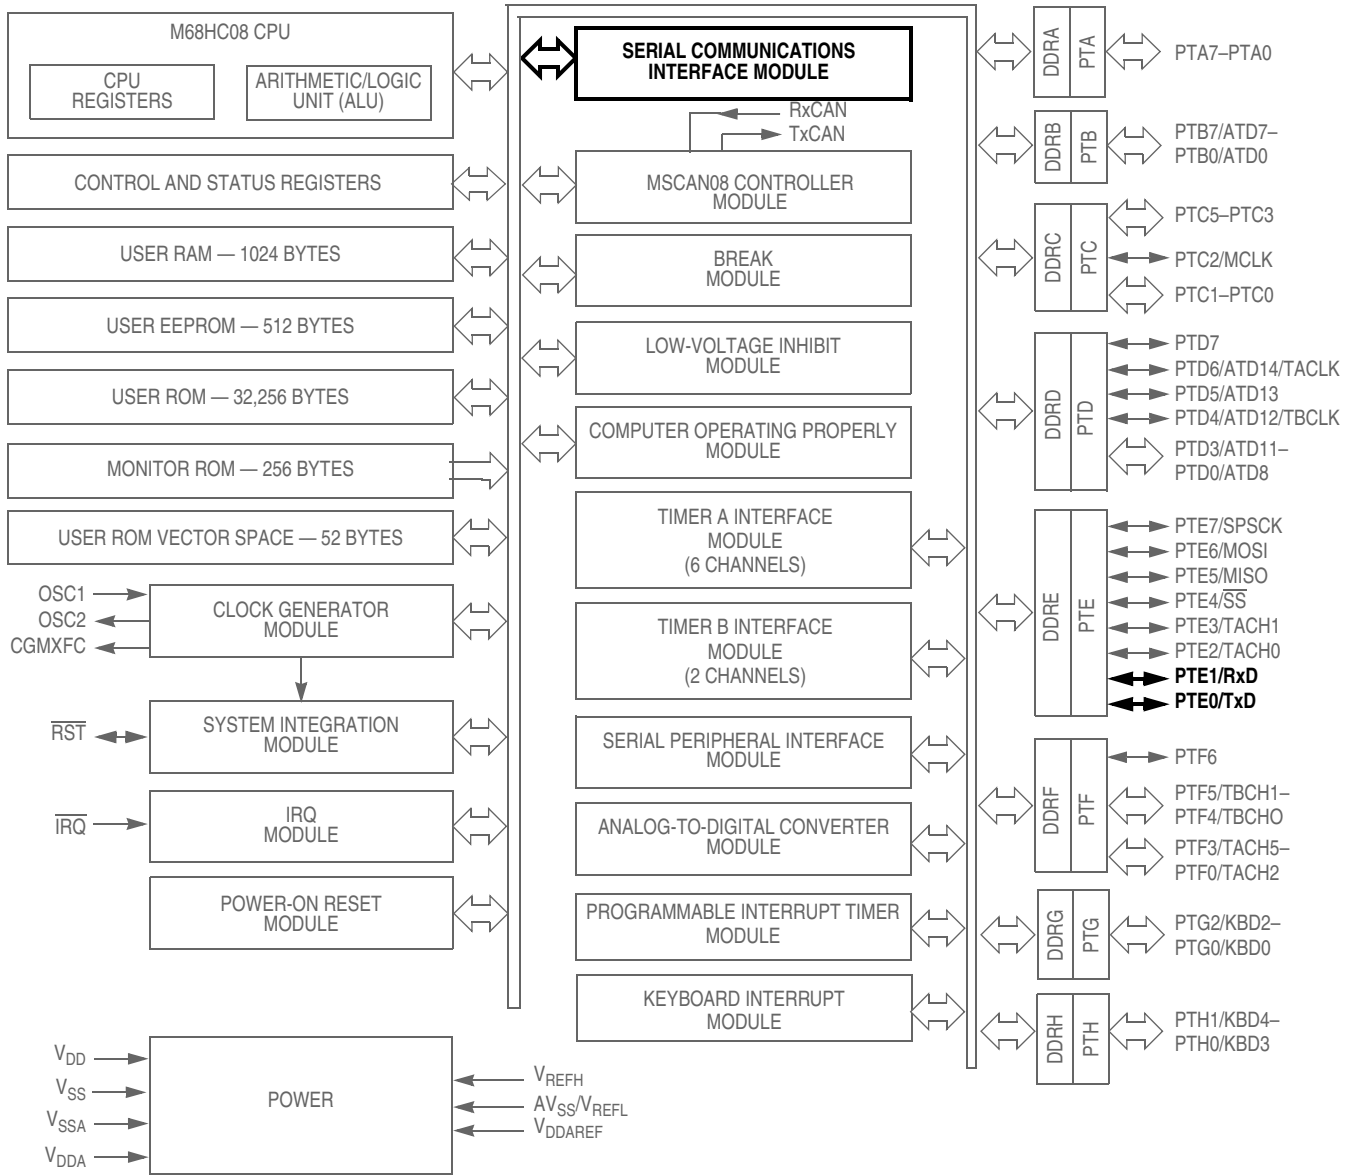 M68HC08 CPU
CPU
REGISTERS
ARITHMETIC/LOGIC
UNIT (ALU)
CONTROL AND STATUS REGISTERS
USER RAM — 1024 BYTES
USER EEPROM — 512 BYTES
USER ROM — 32,256 BYTES
MONITOR ROM — 256 BYTES
USER ROM VECTOR SPACE — 52 BYTES
OSC1
OSC2
CGMXFC
CLOCK GENERATOR
MODULE
RST
SYSTEM INTEGRATION
MODULE
IRQ
IRQ
MODULE
POWER-ON RESET
MODULE
VDD
VSS
VSSA
VDDA
POWER
VREFH
AVSS/VREFL
VDDAREF
SERIAL COMMUNICATIONS
INTERFACE MODULE
RxCAN
TxCAN
MSCAN08 CONTROLLER
MODULE
BREAK
MODULE
LOW-VOLTAGE INHIBIT
MODULE
COMPUTER OPERATING PROPERLY
MODULE
TIMER A INTERFACE
MODULE
(6 CHANNELS)
TIMER B INTERFACE
MODULE
(2 CHANNELS)
SERIAL PERIPHERAL INTERFACE
MODULE
ANALOG-TO-DIGITAL CONVERTER
MODULE
PROGRAMMABLE INTERRUPT TIMER
MODULE
KEYBOARD INTERRUPT
MODULE
DDRA
PTA
PTA7–PTA0
DDRB
PTB
PTB7/ATD7–
PTB0/ATD0
DDRC
PTC
PTC5–PTC3
PTC2/MCLK
PTC1–PTC0
DDRD
PTD
PTD7
PTD6/ATD14/TACLK
PTD5/ATD13
PTD4/ATD12/TBCLK
PTD3/ATD11–
PTD0/ATD8
DDRE
PTE
PTE7/SPSCK
PTE6/MOSI
PTE5/MISO
PTE4/SS
PTE3/TACH1
PTE2/TACH0
PTE1/RxD
PTE0/TxD
DDRF
PTF
PTF6
PTF5/TBCH1–
PTF4/TBCHO
PTF3/TACH5–
PTF0/TACH2
DDRG
PTG
PTG2/KBD2–
PTG0/KBD0
DDRH
PTH
PTH1/KBD4–
PTH0/KBD3